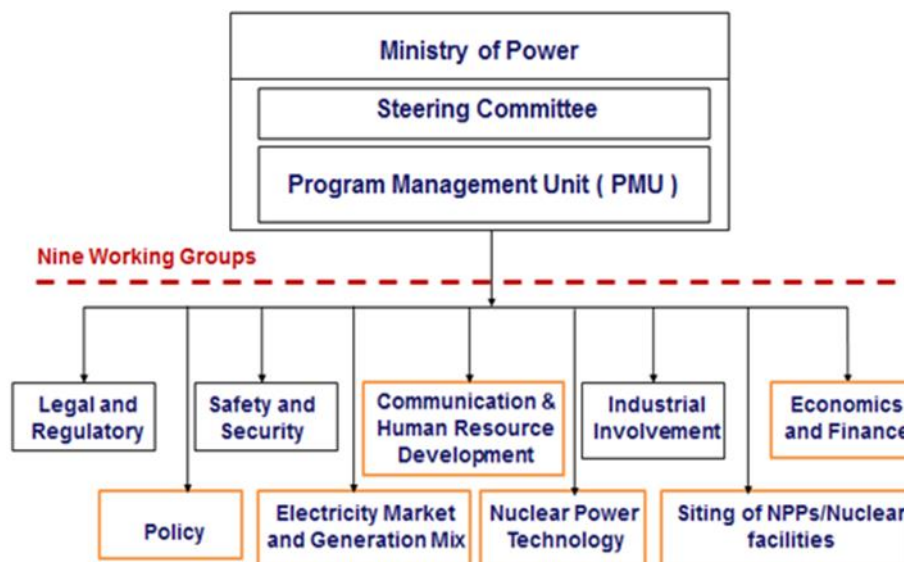 Ministry of Power
Steering Committee
Program Management Unit ( PMU )
Nine Working Groups
Legal and
Regulatory
Safety and
Security
Communication &
Human Resource
Development
Industrial
Involvement
Economics
and Finance
Policy
Electricity Market
and Generation Mix
Nuclear Power
Technology
Siting of NPPs/Nuclear
facilities